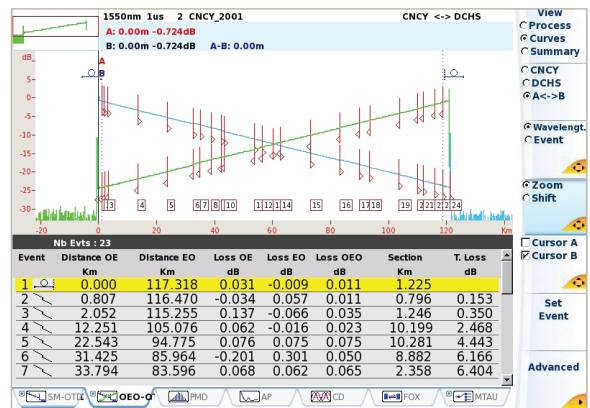 1550nm 1us 2 CNCY_2001 CNCY <-> DCHS
A: 0.00m -0.724dB
B: 0.00m -0.724dB A-B: 0.00m
View
Process
Curves
Summary
CNCY
DCHS
A<->B
Wavelengt.
Event
Zoom
Shift
Cursor A
Cursor B
Set
Event
Advanced
dB
A
B
5-
0-
-5-
-10-
-15-
-20-
-25-
-30-
3 4 5 6 7 8 10 14 15 16 17 18 19 24
-20 0 20 40 60 80 100 120 Km
Nb Evts : 23
Event Distance OE Distance EO Loss OE Loss EO Loss OEO Section T. Loss
Km Km dB dB dB Km dB
1 0.000 117.318 0.031 -0.009 0.011 1.225
2 0.807 116.470 -0.034 0.057 0.011 0.796 0.153
3 2.052 115.255 0.137 -0.066 0.035 1.246 0.350
4 12.251 105.076 0.062 -0.016 0.023 10.199 2.468
5 22.543 94.775 0.076 0.075 0.075 10.281 4.443
6 31.425 85.964 -0.201 0.301 0.050 8.882 6.166
7 33.794 83.596 0.068 0.062 0.065 2.358 6.404
SM-OTD OEO-O PMD AP CD FOX MTAU